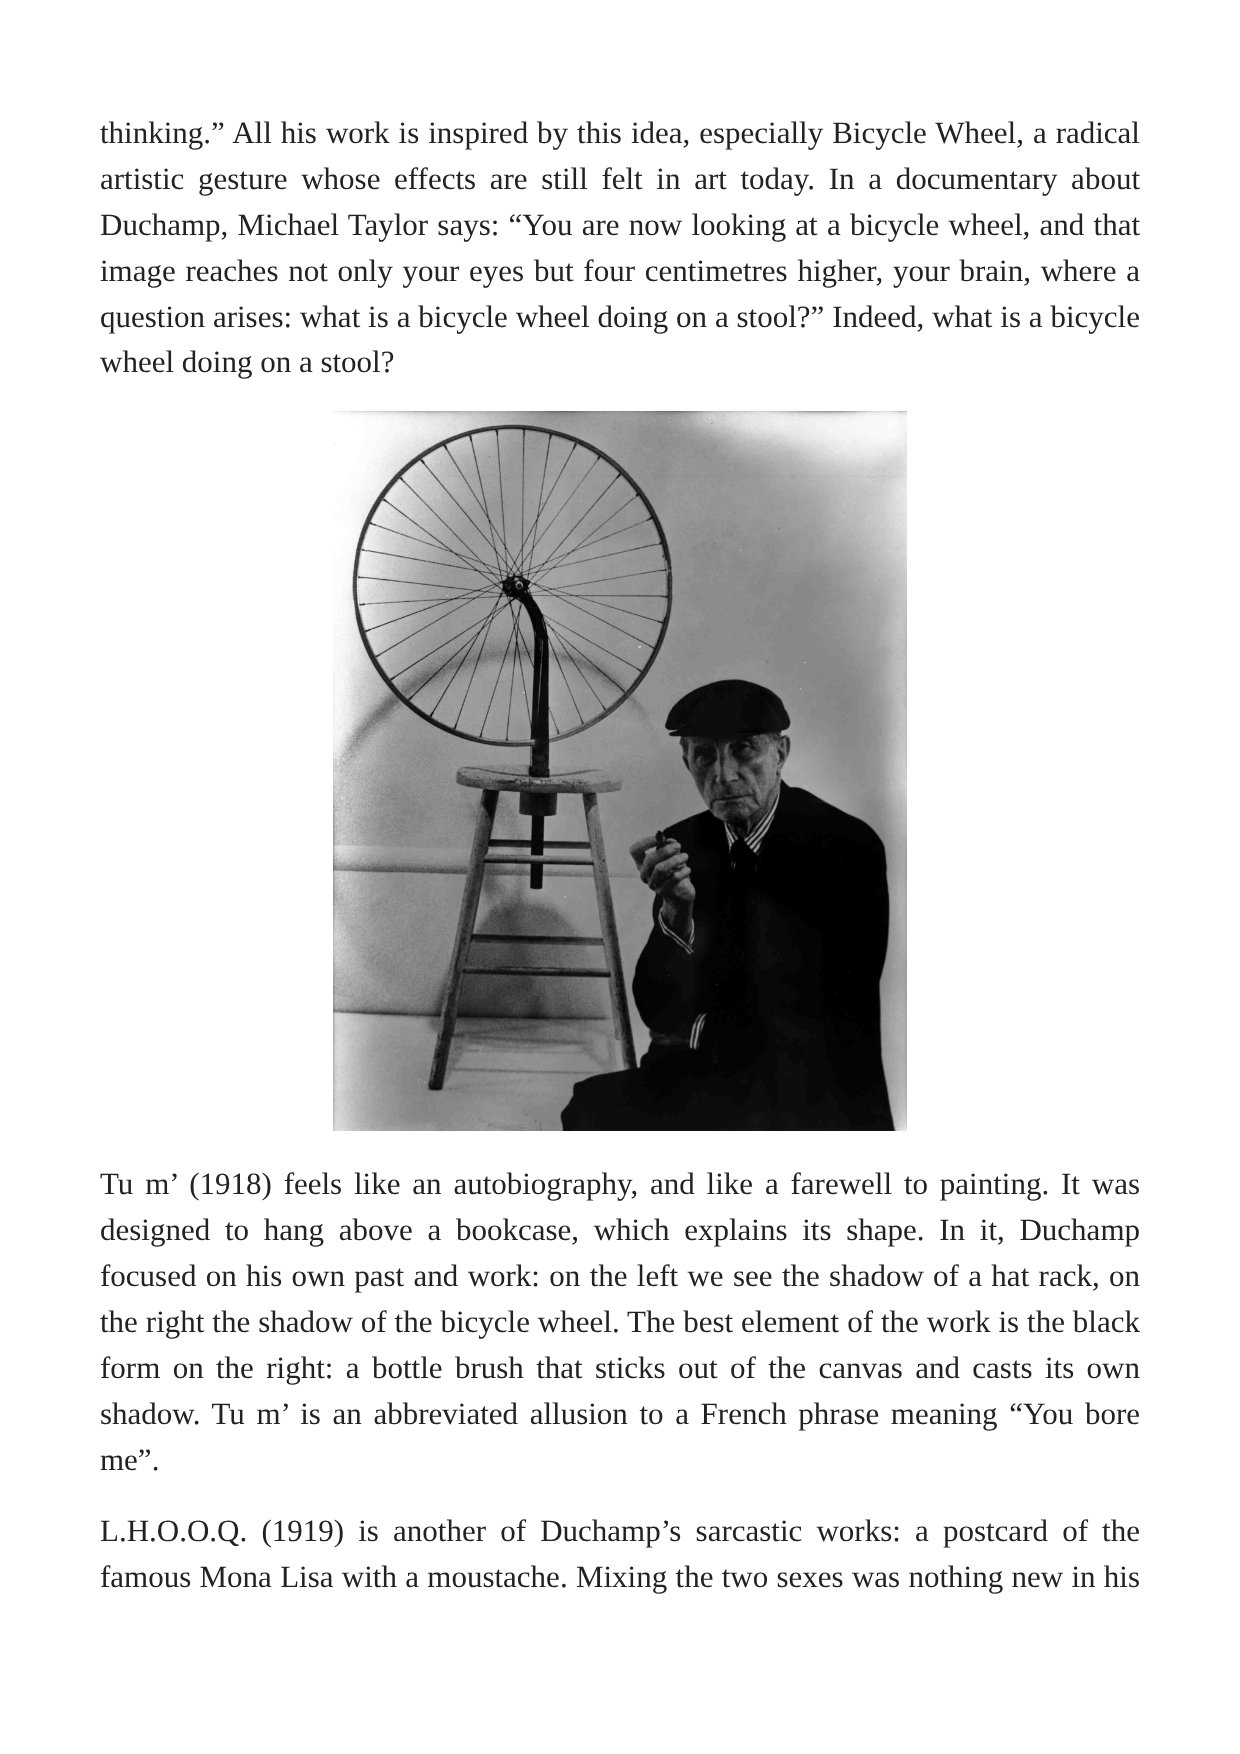 thinking.” All his work is inspired by this idea, especially Bicycle Wheel, a radical
artistic gesture whose effects are still felt in art today. In a documentary about
Duchamp, Michael Taylor says: “You are now looking at a bicycle wheel, and that
image reaches not only your eyes but four centimetres higher, your brain, where a
question arises: what is a bicycle wheel doing on a stool?” Indeed, what is a bicycle
wheel doing on a stool?
Tu m’ (1918) feels like an autobiography, and like a farewell to painting. It was
designed to hang above a bookcase, which explains its shape. In it, Duchamp
focused on his own past and work: on the left we see the shadow of a hat rack, on
the right the shadow of the bicycle wheel. The best element of the work is the black
form on the right: a bottle brush that sticks out of the canvas and casts its own
shadow. Tu m’ is an abbreviated allusion to a French phrase meaning “You bore
me”.
L.H.O.O.Q. (1919) is another of Duchamp’s sarcastic works: a postcard of the
famous Mona Lisa with a moustache. Mixing the two sexes was nothing new in his